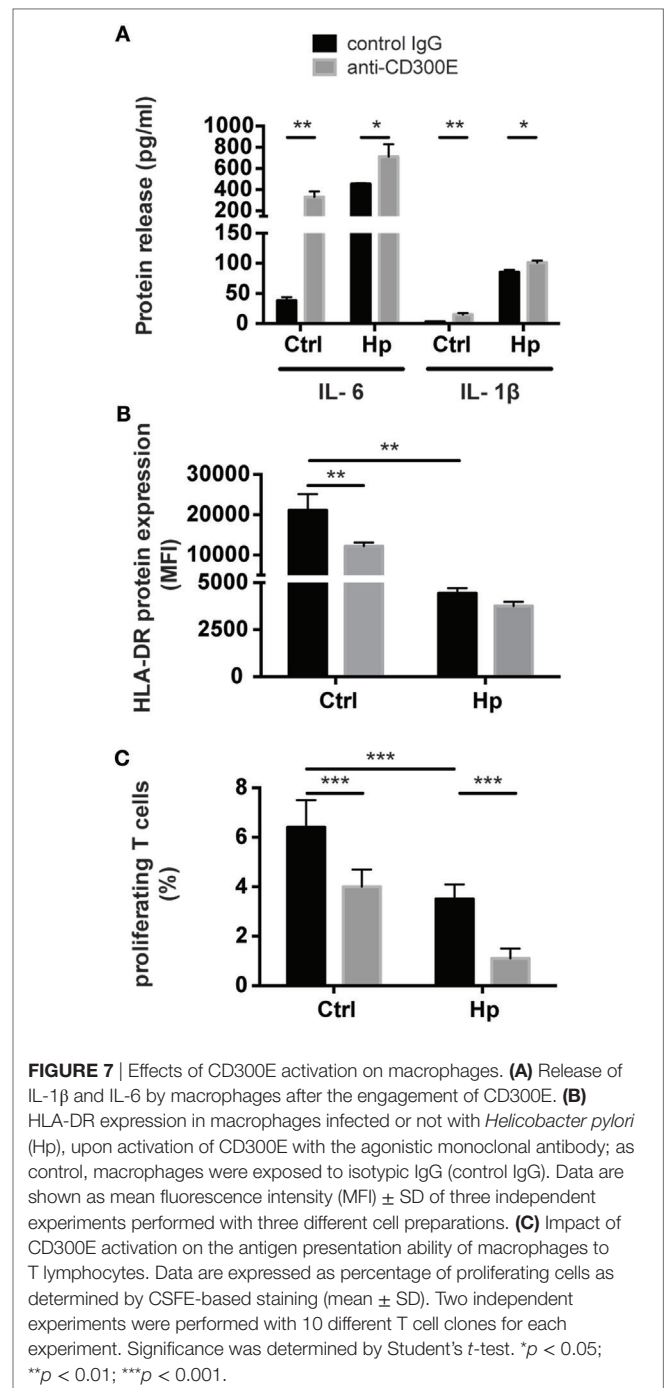 A
control IgG
anti-CD300E
Protein release (pg/ml)
1000
800
600
400
200
150
100
50
0
** * ** *
Ctrl Hp Ctrl Hp
IL- 6 IL- 1β
B
HLA-DR protein expression
(MFI)
30000
20000
10000
5000
2500
0
**
**
Ctrl Hp
C
proliferating T cells
(%)
8
6
4
2
0
***
*** ***
Ctrl Hp
FIGURE 7 | Effects of CD300E activation on macrophages. (A) Release of
IL-1β and IL-6 by macrophages after the engagement of CD300E. (B)
HLA-DR expression in macrophages infected or not with Helicobacter pylori
(Hp), upon activation of CD300E with the agonistic monoclonal antibody; as
control, macrophages were exposed to isotypic IgG (control IgG). Data are
shown as mean fluorescence intensity (MFI) ± SD of three independent
experiments performed with three different cell preparations. (C) Impact of
CD300E activation on the antigen presentation ability of macrophages to
T lymphocytes. Data are expressed as percentage of proliferating cells as
determined by CSFE-based staining (mean ± SD). Two independent
experiments were performed with 10 different T cell clones for each
experiment. Significance was determined by Student's t-test. *p < 0.05;
**p < 0.01; ***p < 0.001.